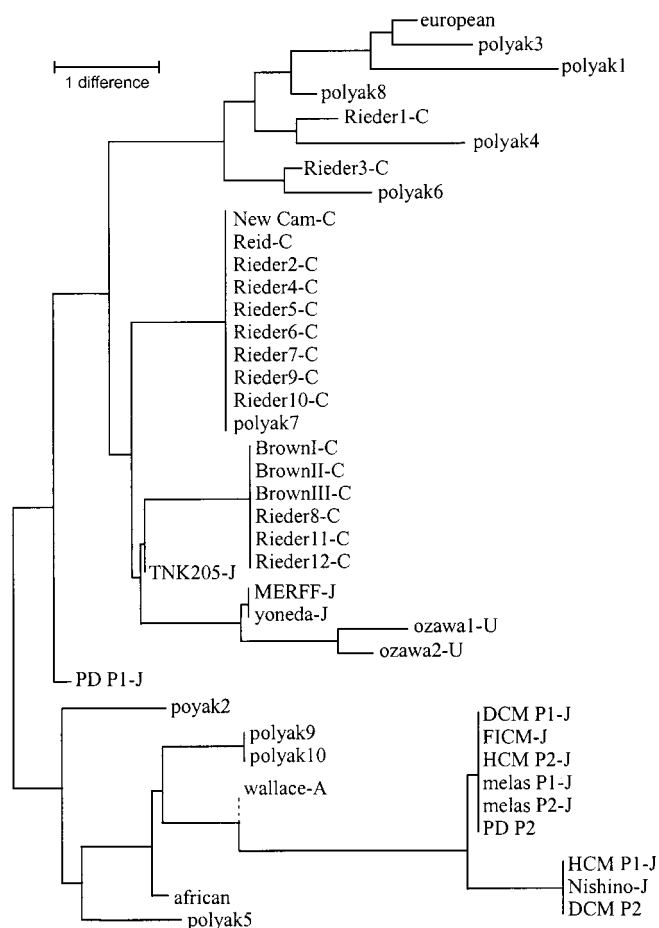 european
polyak3
1 difference
polyak1
polyak8
Rieder1-C
polyak4
Rieder3-C
polyak6
New Cam-C
Reid-C
Rieder2-C
Rieder4-C
Rieder5-C
Rieder6-C
Rieder7-C
Rieder9-C
Rieder10-C
polyak7
BrownI-C
BrownII-C
BrownIII-C
Rieder8-C
Rieder11-C
Rieder12-C
TNK205-J
MERFF-J
yoneda-J
ozawa1-U
ozawa2-U
PD P1-J
poyak2
DCM P1-J
FICM-J
HCM P2-J
melas P1-J
melas P2-J
PD P2
polyak9
polyak10
wallace-A
HCM P1-J
Nishino-J
DCM P2
african
polyak5